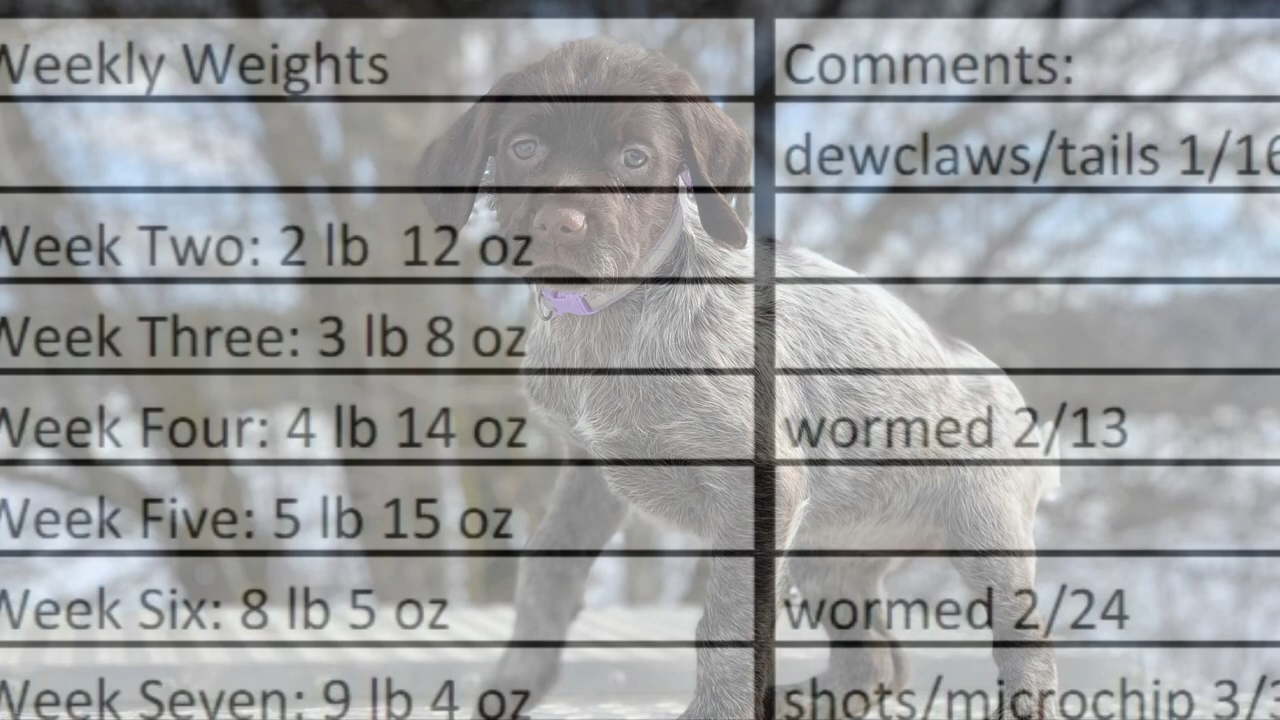 Weekly Weights
Comments:
dewclaws/tails
Week Two: 2 lb 12 oz
Week Three: 3 lb 8 oz
Week Four: 4 lb 14 oz
wormed 2/13
Week Five: 5 lb 15 oz
Week Six: 8 lb 5 oz
wormed 2/24
Week Seven: 9 lb 4 oz
shots/microchip